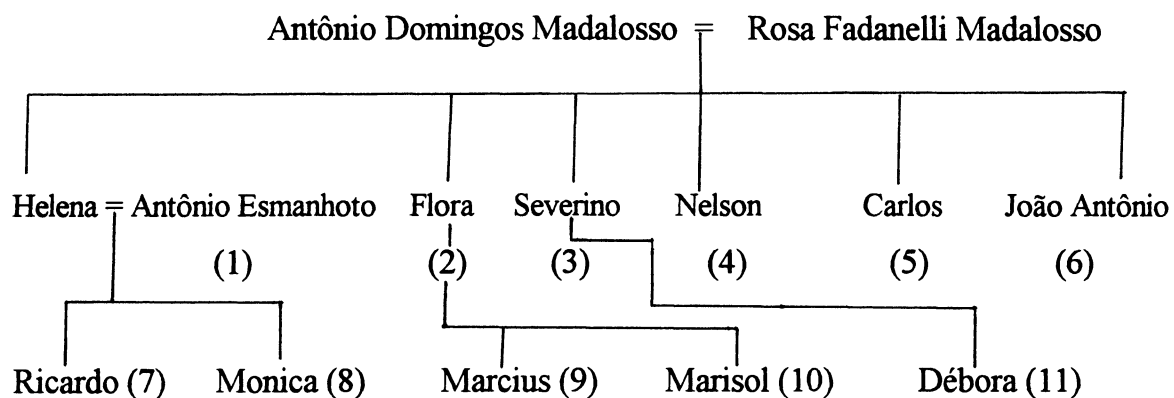 Antônio Domingos Madalosso = Rosa Fadanelli Madalosso
Helena = Antônio Esmanhoto Flora Severino Nelson Carlos João Antônio
(1) (2) (3) (4) (5) (6)
Ricardo (7) Monica (8) Marcius (9) Marisol (10) Débora (11)